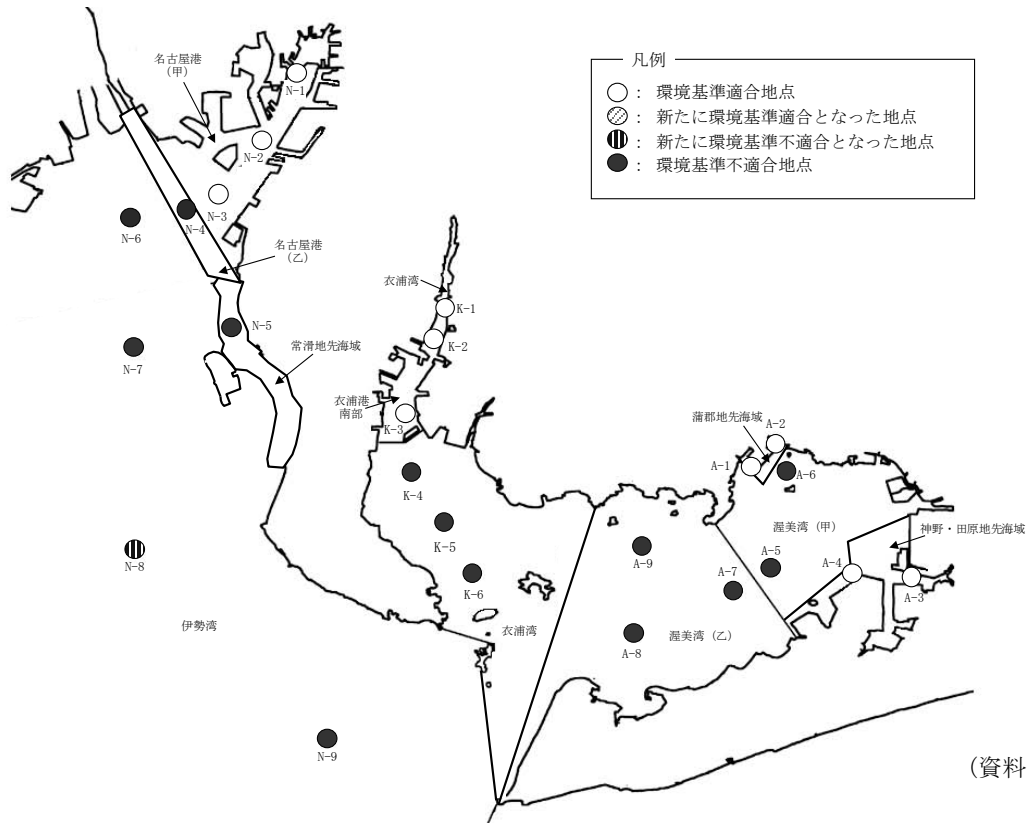 凡例
○ : 環境基準適合地点
: 新たに環境基準適合となった地点
: 新たに環境基準不適合となった地点
● : 環境基準不適合地点
名古屋港
(甲)
N-1
N-2
N-3
N-4
N-6
名古屋港
(乙)
N-5
N-7
常滑地先海域
衣浦湾
K-1
K-2
衣浦港
南部
K-3
K-4
K-5
K-6
衣浦湾
N-8
伊勢湾
N-9
蒲郡地先海域
A-2
A-1
A-6
渥美湾(甲)
神野・田原地先海域
A-5
A-4
A-3
A-9
A-7
A-8
渥美湾(乙)
(資料